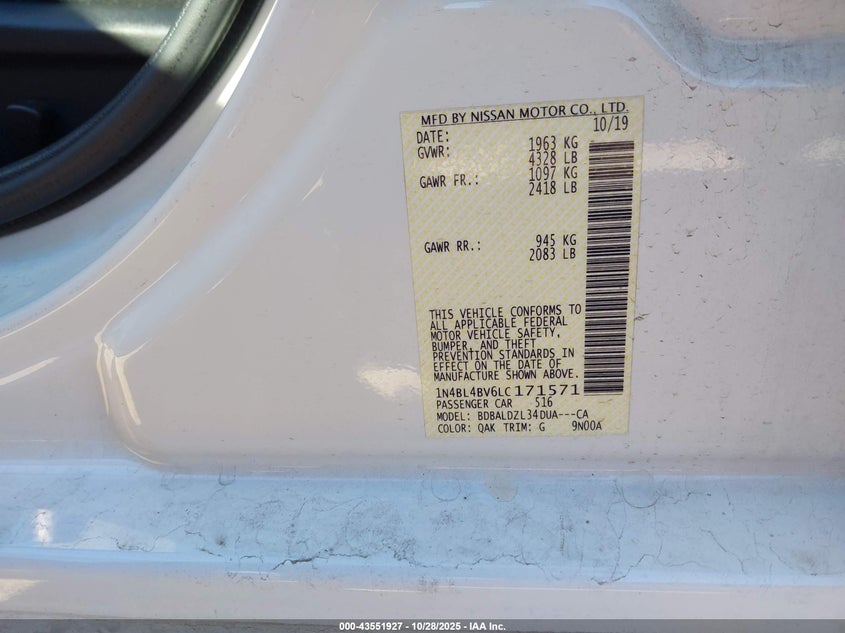 MFD BY NISSAN MOTOR CO., LTD.
DATE: 10/19
GVWR: 1963 KG
4328 LB
GAWR FR.: 1097 KG
2418 LB
GAWR RR.: 945 KG
2083 LB
THIS VEHICLE CONFORMS TO
ALL APPLICABLE FEDERAL
MOTOR VEHICLE SAFETY,
BUMPER, AND THEFT
PREVENTION STANDARDS IN
EFFECT ON THE DATE OF
MANUFACTURE SHOWN ABOVE.
1N4BL4BV6LC171571
PASSENGER CAR 516
MODEL: BDBALDZL34DUA---CA
COLOR: QAK TRIM: G 9N00A
000-43551927 - 10/28/2025 - IAA Inc.